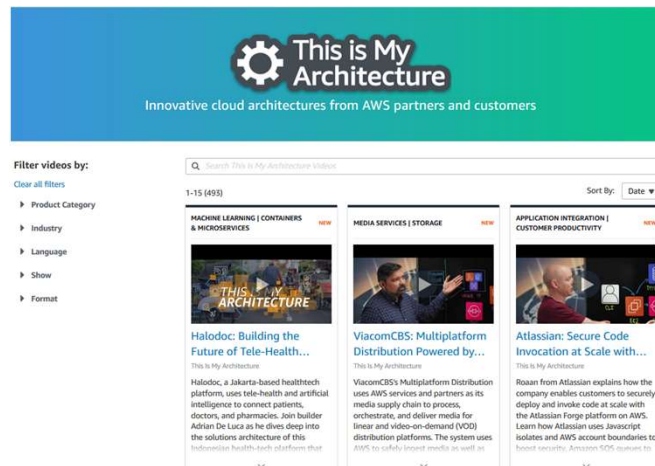 This is My
Architecture
Innovative cloud architectures from AWS partners and customers
Filter videos by:
Clear all filters
Product Category
Industry
Language
Show
Format
Search This Is My Architecture Videos
1-15 (493)
Sort By: Date
MACHINE LEARNING | CONTAINERS
& MICROSERVICES
NEW
THIS IS MY
ARCHITECTURE
Halodoc: Building the
Future of Tele-Health...
This Is My Architecture
Halodoc, a Jakarta-based healthtech
platform, uses tele-health and artificial
intelligence to connect patients,
doctors, and pharmacies. Join builder
Adrian De Luca as he dives deep into
the solutions architecture of this
Indonesian health-tech platform that
MEDIA SERVICES | STORAGE
NEW
ViacomCBS: Multiplatform
Distribution Powered by...
This Is My Architecture
ViacomCBS's Multiplatform Distribution
uses AWS services and partners as its
media supply chain to process,
orchestrate, and deliver media for
linear and video-on-demand (VOD)
distribution platforms. The system uses
AWS to safely ingest media as well as
APPLICATION INTEGRATION |
CUSTOMER PRODUCTIVITY
NEW
CLI
EC2
Atlassian: Secure Code
Invocation at Scale with...
This Is My Architecture
Roaan from Atlassian explains how the
company enables customers to securely
deploy and invoke code at scale with
the Atlassian Forge platform on AWS.
Learn how Atlassian uses Javascript
isolates and AWS account boundaries to
boost security, Amazon SQS queues to